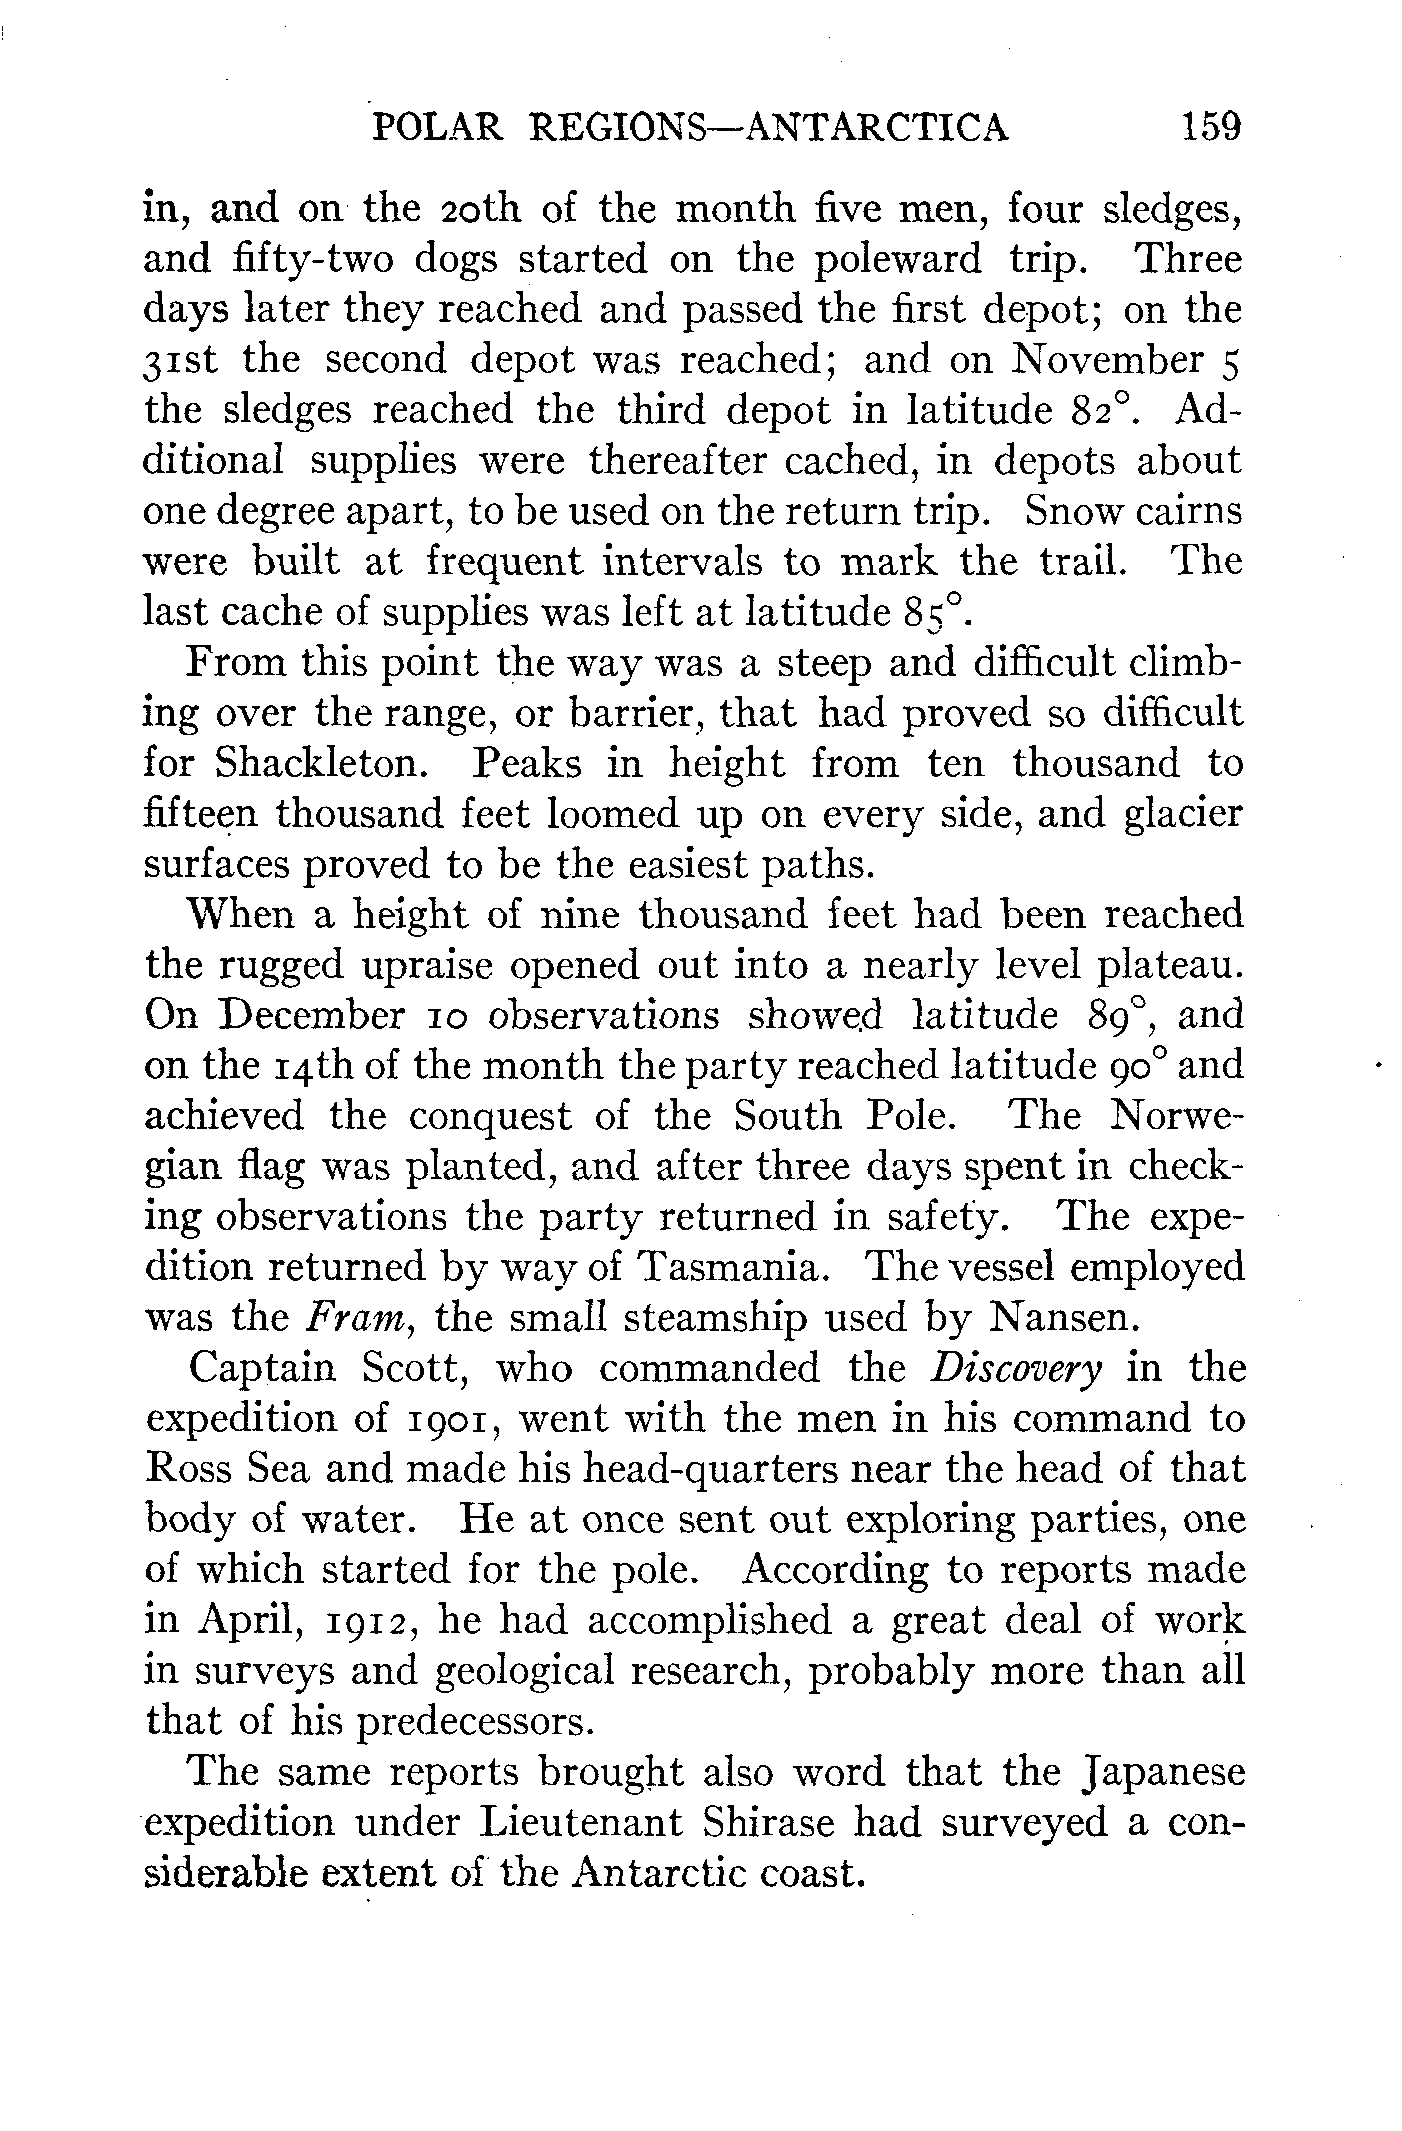 POLAR REGIONS—ANTARCTICA 159
in, and on the 20th of the month five men, four sledges,
and fifty-two dogs started on the poleward trip. Three
days later they reached and passed the first depot; on the
31st the second depot was reached; and on November 5
the sledges reached the third depot in latitude 82°. Ad-
ditional supplies were thereafter cached, in depots about
one degree apart, to be used on the return trip. Snow cairns
were built at frequent intervals to mark the trail. The
last cache of supplies was left at latitude 85°.
From this point the way was a steep and difficult climb-
ing over the range, or barrier, that had proved so difficult
for Shackleton. Peaks in height from ten thousand to
fifteen thousand feet loomed up on every side, and glacier
surfaces proved to be the easiest paths.
When a height of nine thousand feet had been reached
the rugged upraise opened out into a nearly level plateau.
On December 10 observations showed latitude 89°, and
on the 14th of the month the party reached latitude 90° and
achieved the conquest of the South Pole. The Norwe-
gian flag was planted, and after three days spent in check-
ing observations the party returned in safety. The expe-
dition returned by way of Tasmania. The vessel employed
was the Fram, the small steamship used by Nansen.
Captain Scott, who commanded the Discovery in the
expedition of 1901, went with the men in his command to
Ross Sea and made his head-quarters near the head of that
body of water. He at once sent out exploring parties, one
of which started for the pole. According to reports made
in April, 1912, he had accomplished a great deal of work
in surveys and geological research, probably more than all
that of his predecessors.
The same reports brought also word that the Japanese
expedition under Lieutenant Shirase had surveyed a con-
siderable extent of the Antarctic coast.